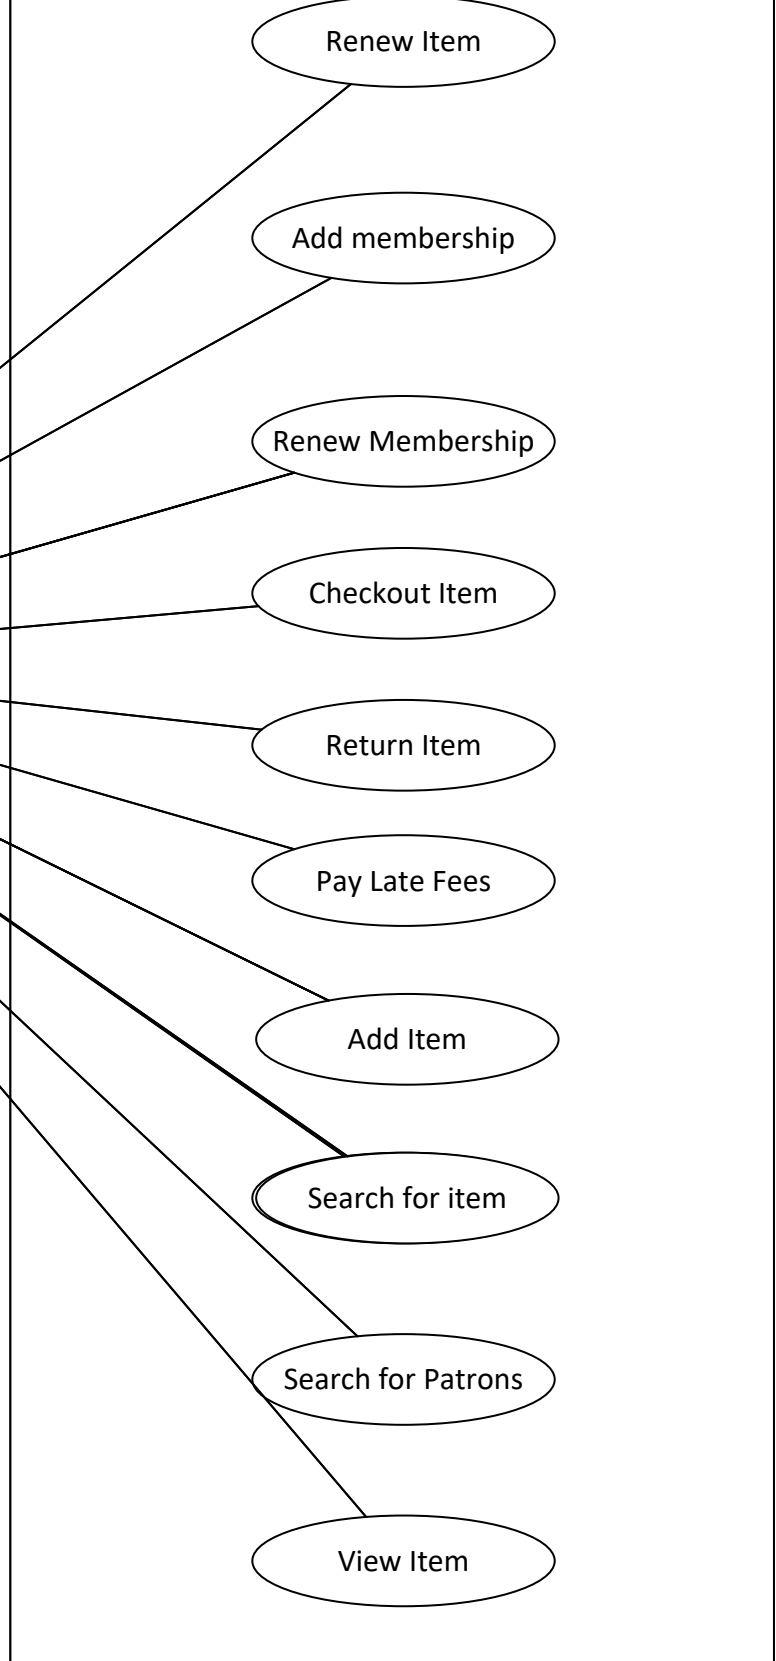 Renew Item
Add membership
Renew Membership
Checkout Item
Return Item
Pay Late Fees
Add Item
Search for item
Search for Patrons
View Item